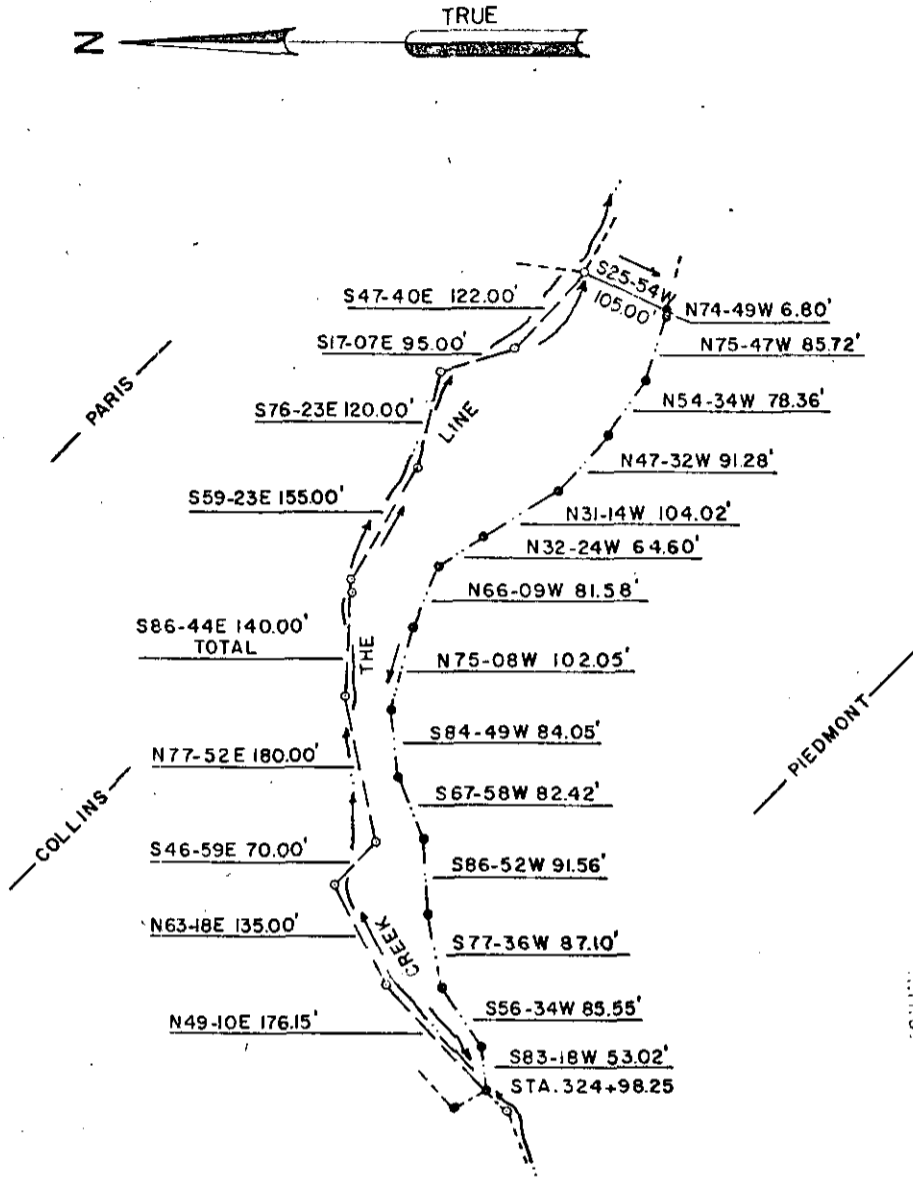 TRUE
N
S47-40E 122.00'
S17-07E 95.00'
S76-23E 120.00'
S59-23E 155.00'
S86-44E 140.00'
TOTAL
N77-52E 180.00'
S46-59E 70.00'
N63-18E 135.00'
N49-10E 176.15'
PARIS
COLLINS
THE
LINE
CREEK
S25-54W
105.00'
N74-49W 6.80'
N75-47W 85.72'
N54-34W 78.36'
N47-32W 91.28'
N31-14W 104.02'
N32-24W 64.60'
N66-09W 81.58'
N75-08W 102.05'
S84-49W 84.05'
S67-58W 82.42'
S86-52W 91.56'
S77-36W 87.10'
S56-34W 85.55'
S83-18W 53.02'
STA. 324+98.25
PIEDMONT